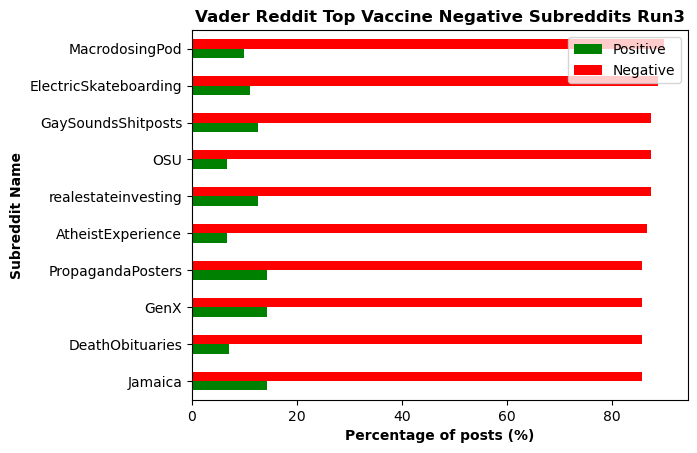 Vader Reddit Top Vaccine Negative Subreddits Run3
Positive
Negative
Subreddit Name
MacrodosingPod
ElectricSkateboarding
GaySoundsShitposts
OSU
realestateinvesting
AtheistExperience
PropagandaPosters
GenX
DeathObituaries
Jamaica
0 20 40 60 80
Percentage of posts (%)